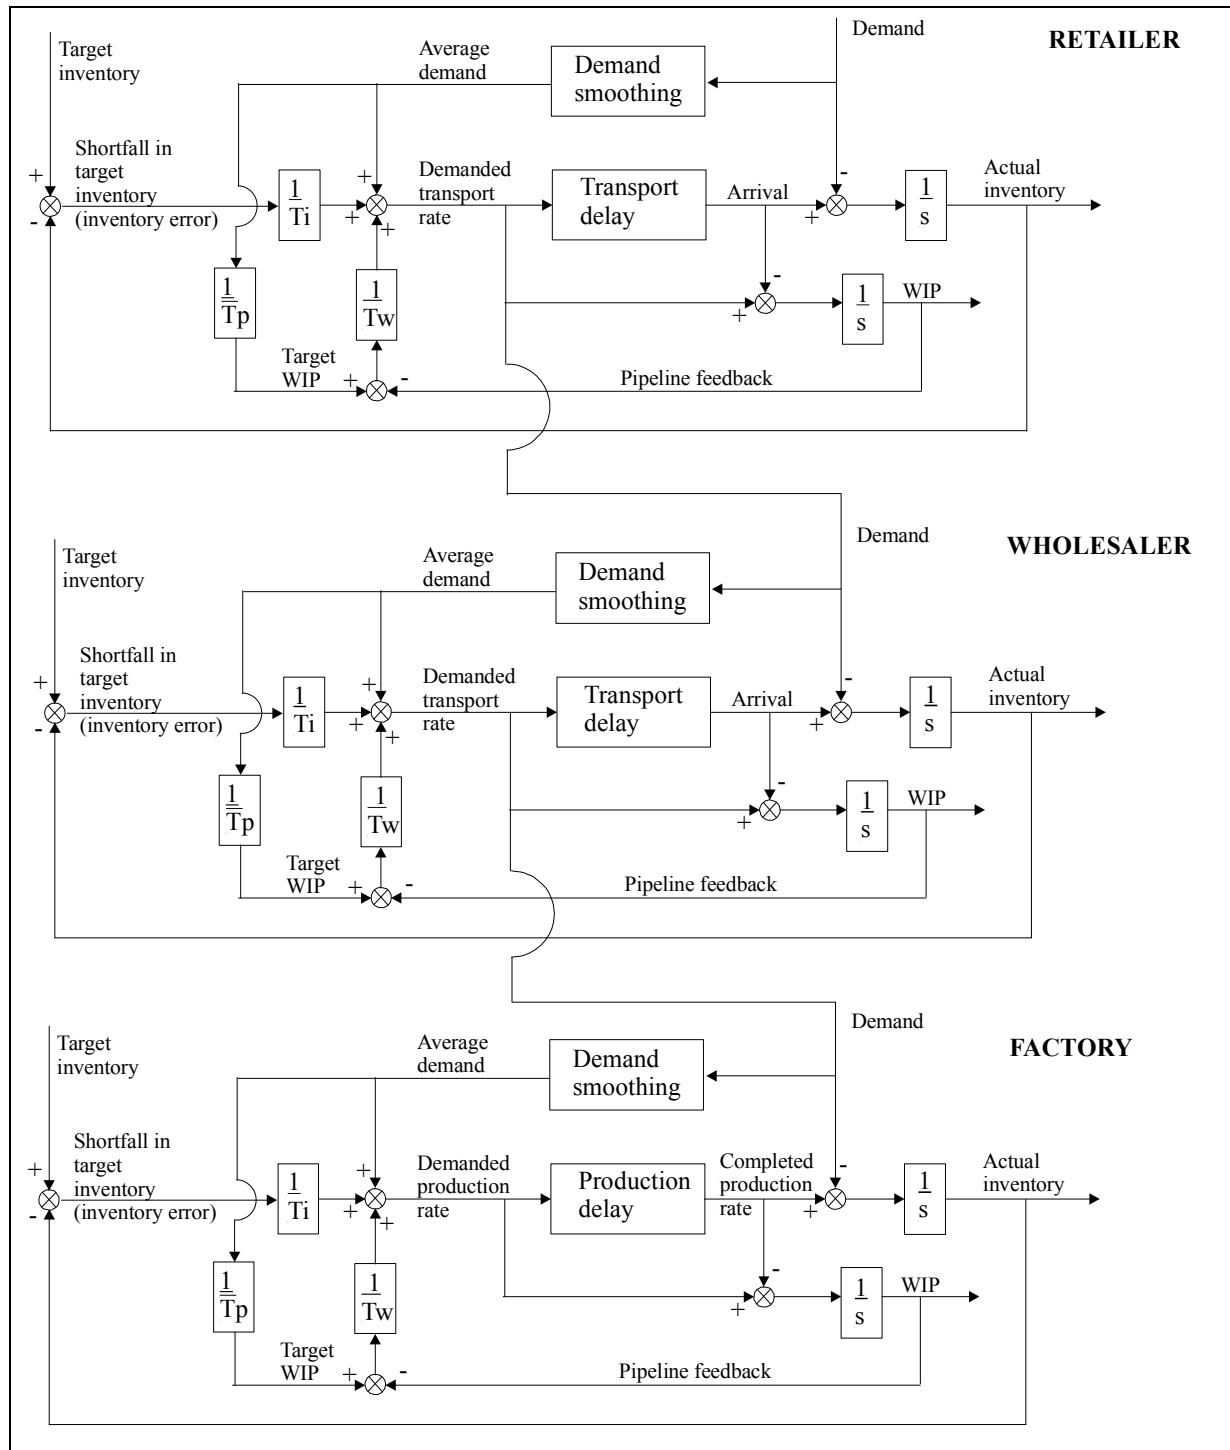 Target
inventory
Average
demand
Demand
smoothing
Demand
RETAILER
+
-
Shortfall in
target
inventory
(inventory error)
1
Ti
+
+
+
Demanded
transport
rate
Transport
delay
Arrival
-
+
1
s
Actual
inventory
1
Tp
1
Tw
-
+
1
s
WIP
Target
WIP
+
-
Pipeline feedback
Target
inventory
Average
demand
Demand
smoothing
Demand
WHOLESALER
+
-
Shortfall in
target
inventory
(inventory error)
1
Ti
+
+
+
Demanded
transport
rate
Transport
delay
Arrival
-
+
1
s
Actual
inventory
1
Tp
1
Tw
-
+
1
s
WIP
Target
WIP
+
-
Pipeline feedback
Target
inventory
Average
demand
Demand
smoothing
Demand
FACTORY
+
-
Shortfall in
target
inventory
(inventory error)
1
Ti
+
+
+
Demanded
production
rate
Production
delay
Completed
production
rate
-
+
1
s
Actual
inventory
1
Tp
1
Tw
-
+
1
s
WIP
Target
WIP
+
-
Pipeline feedback